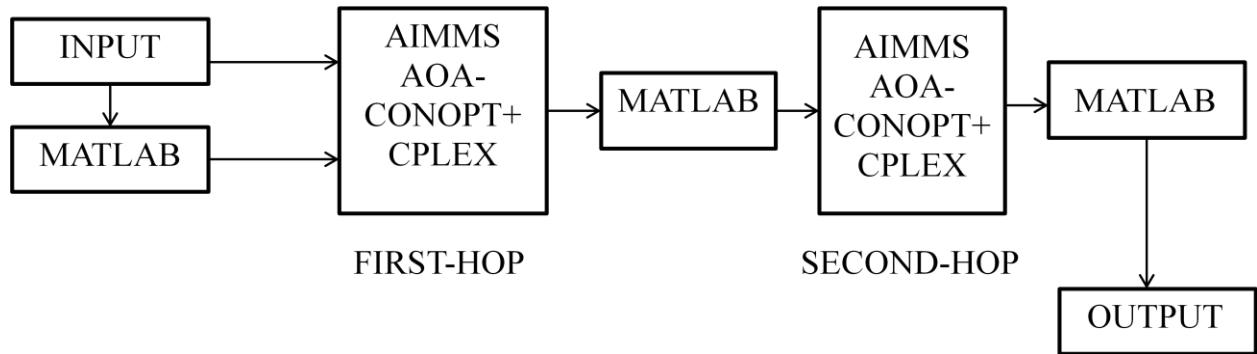 INPUT
MATLAB
AIMMS
AOA-
CONOPT+
CPLEX
FIRST-HOP
MATLAB
AIMMS
AOA-
CONOPT+
CPLEX
SECOND-HOP
MATLAB
OUTPUT